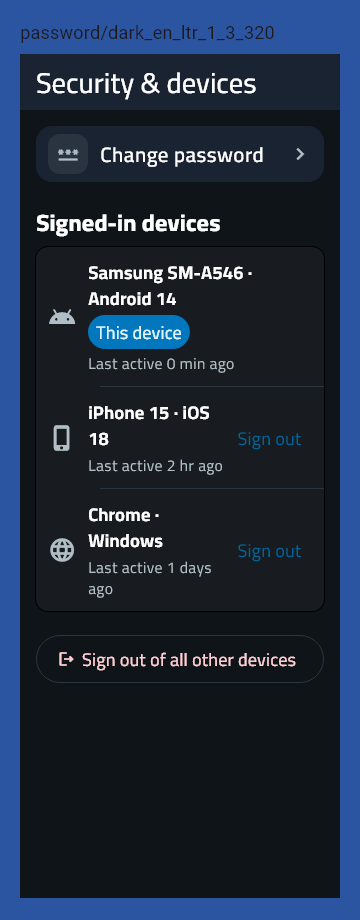 password/dark_en_ltr_1_3_320
Security & devices
Change password
Signed-in devices
Samsung SM-A546 ·
Android 14
This device
Last active 0 min ago
iPhone 15 · iOS
18
Sign out
Last active 2 hr ago
Chrome ·
Windows
Sign out
Last active 1 days
ago
Sign out of all other devices